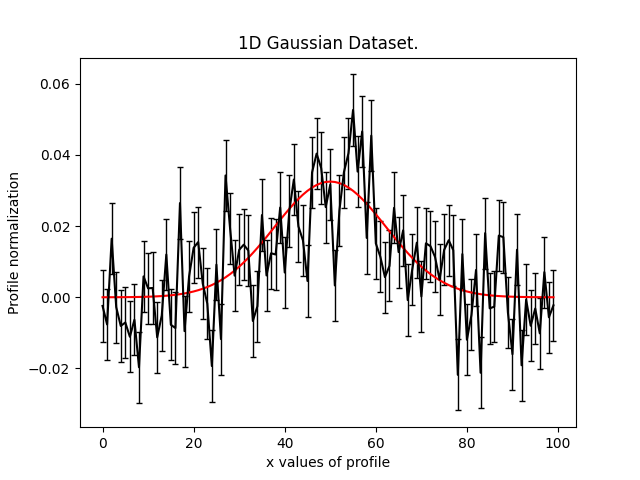 1D Gaussian Dataset.
Profile normalization
0.06
0.04
0.02
0.00
−0.02
0 20 40 60 80 100
x values of profile